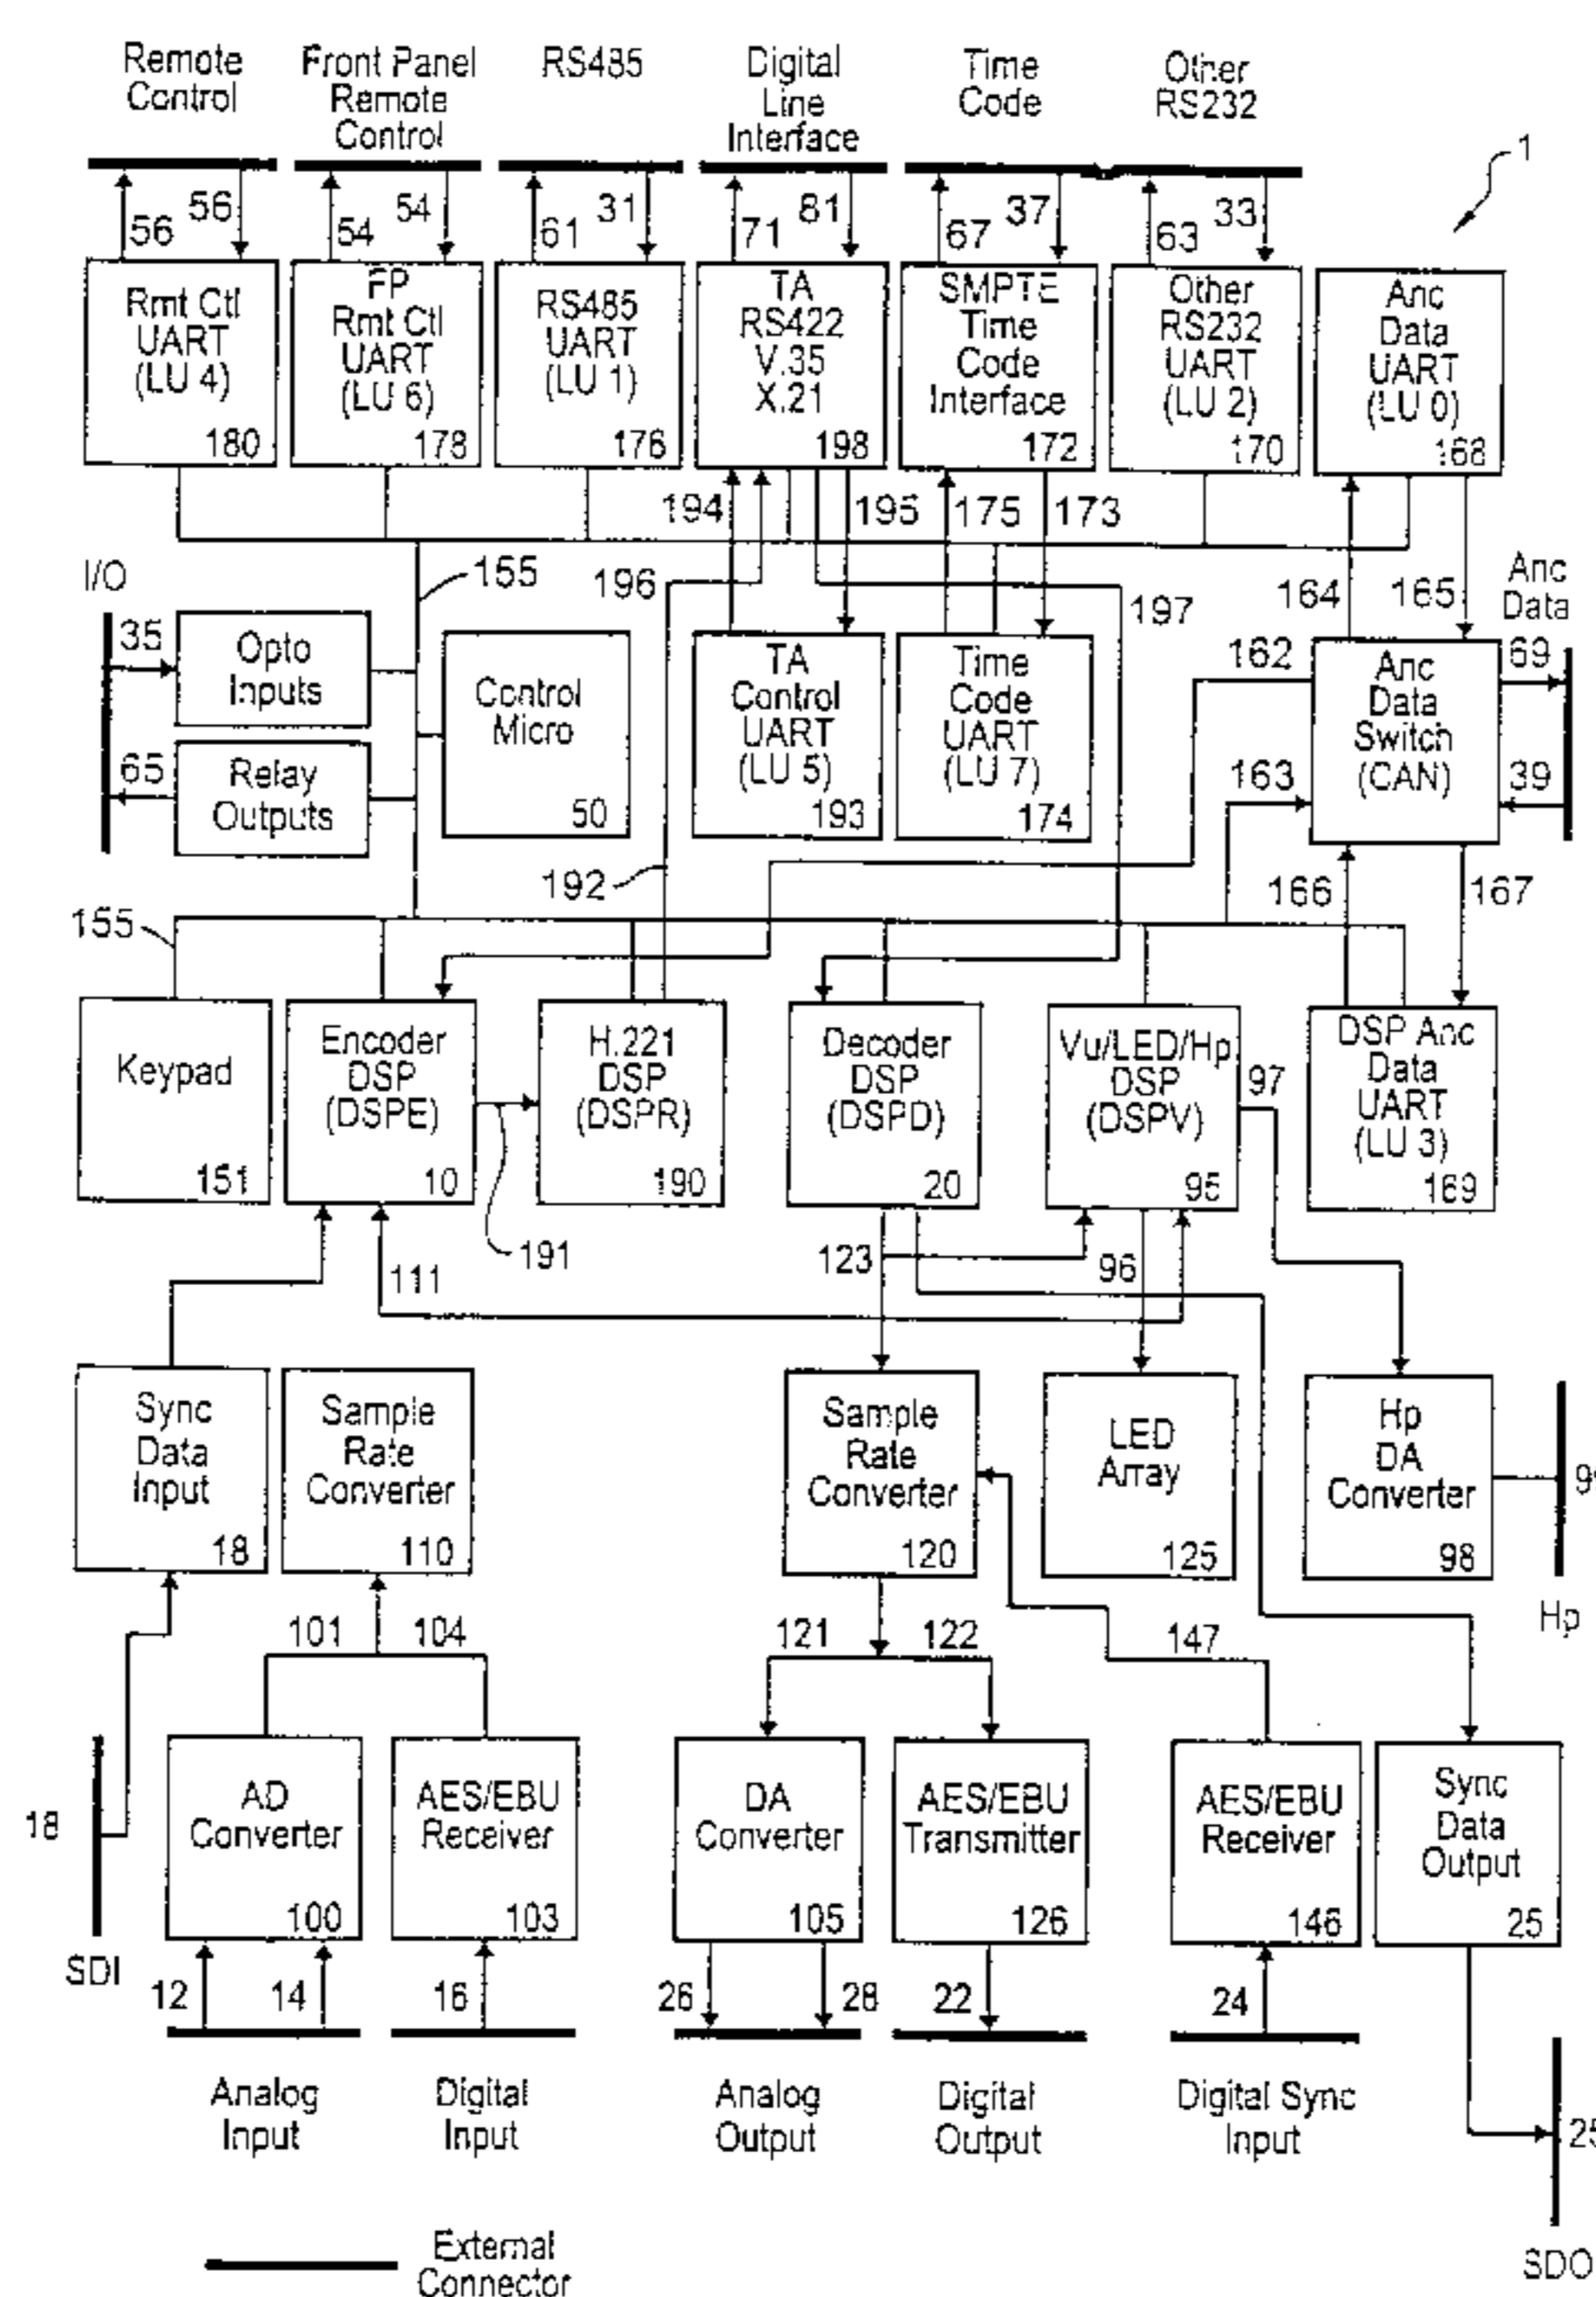 Remote
Control
Front Panel
Remote
Control
RS485
Digital
Line
Interface
Time
Code
Other
RS232
1
56
56
54
54
61
31
71
81
67
37
63
33
Rmt Ctl
UART
(LU 4)
180
FP
Rmt Ctl
UART
(LU 6)
178
RS485
UART
(LU 1)
176
TA
RS422
V.35
X.21
198
SMPTE
Time
Code
Interface
172
Other
RS232
UART
(LU 2)
170
Anc
Data
UART
(LU 0)
168
194
195
175
173
I/O
155
196
197
164
165
Anc
Data
35
Opto
Inputs
65
Relay
Outputs
Control
Micro
50
TA
Control
UART
(LU 5)
193
Time
Code
UART
(LU 7)
174
162
163
Anc
Data
Switch
(CAN)
69
39
192
166
167
155
Keypad
151
Encoder
DSP
(DSPE)
10
H.221
DSP
(DSPR)
190
Decoder
DSP
(DSPD)
20
Vu/LED/Hp
DSP
(DSPV)
95
97
DSP Anc
Data
UART
(LU 3)
169
191
111
123
96
Sync
Data
Input
18
Sample
Rate
Converter
110
Sample
Rate
Converter
120
LED
Array
125
Hp
DA
Converter
98
Hp
101
104
121
122
147
18
SDI
AD
Converter
100
AES/EBU
Receiver
103
DA
Converter
105
AES/EBU
Transmitter
126
AES/EBU
Receiver
146
Sync
Data
Output
25
12
14
16
26
28
22
24
Analog
Input
Digital
Input
Analog
Output
Digital
Output
Digital Sync
Input
25
SDO
External
Connector